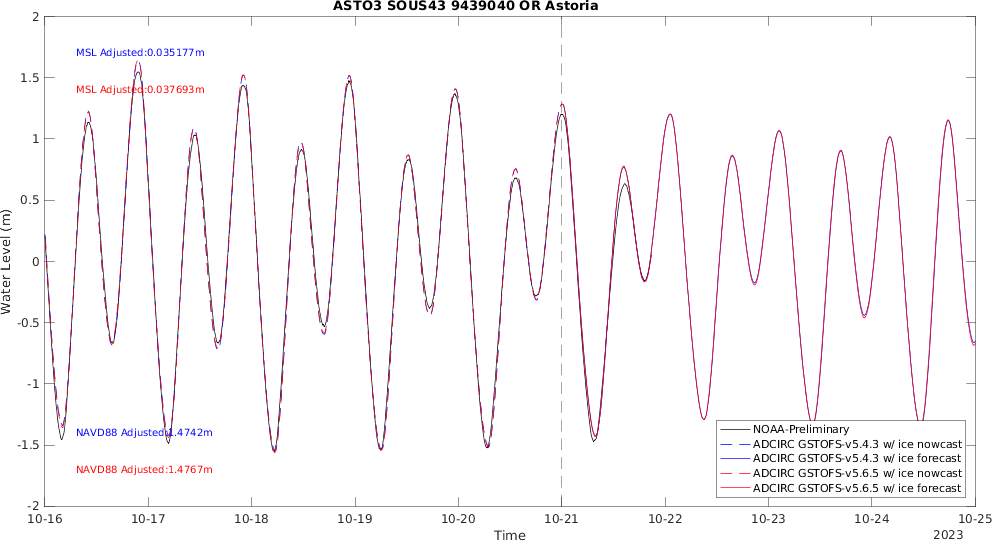 ASTO3 SOUS43 9439040 OR Astoria
2
1.5
1
0.5
0
-0.5
-1
-1.5
-2
Water Level (m)
MSL Adjusted:0.035177m
MSL Adjusted:0.037693m
NAVD88 Adjusted:1.4742m
NAVD88 Adjusted:1.4767m
NOAA-Preliminary
ADCIRC GSTOFS-v5.4.3 w/ ice nowcast
ADCIRC GSTOFS-v5.4.3 w/ ice forecast
ADCIRC GSTOFS-v5.6.5 w/ ice nowcast
ADCIRC GSTOFS-v5.6.5 w/ ice forecast
10-16 10-17 10-18 10-19 10-20 10-21 10-22 10-23 10-24 10-25
Time
2023